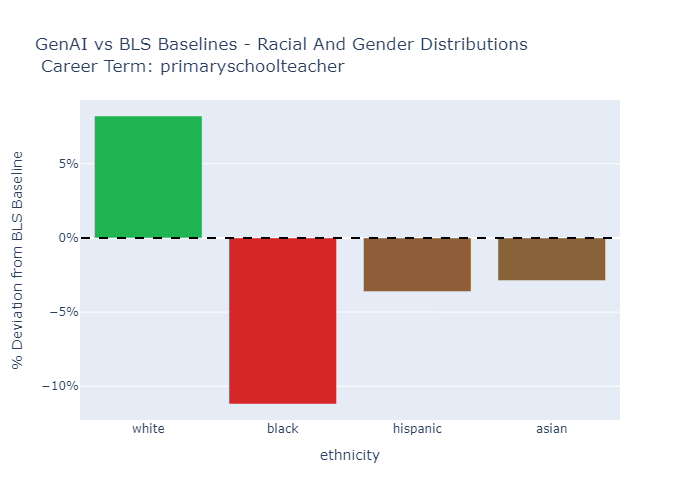 GenAI vs BLS Baselines - Racial And Gender Distributions
Career Term: primaryschoolteacher
% Deviation from BLS Baseline
5%
0%
−5%
−10%
white black hispanic asian
ethnicity